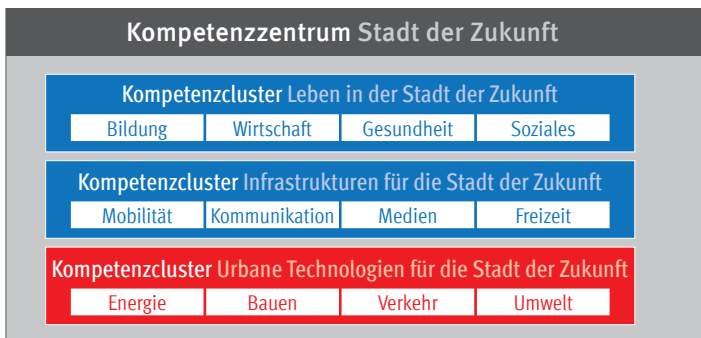 Kompetenzzentrum Stadt der Zukunft
Kompetenzcluster Leben in der Stadt der Zukunft
Bildung Wirtschaft Gesundheit Soziales
Kompetenzcluster Infrastrukturen für die Stadt der Zukunft
Mobilität Kommunikation Medien Freizeit
Kompetenzcluster Urbane Technologien für die Stadt der Zukunft
Energie Bauen Verkehr Umwelt